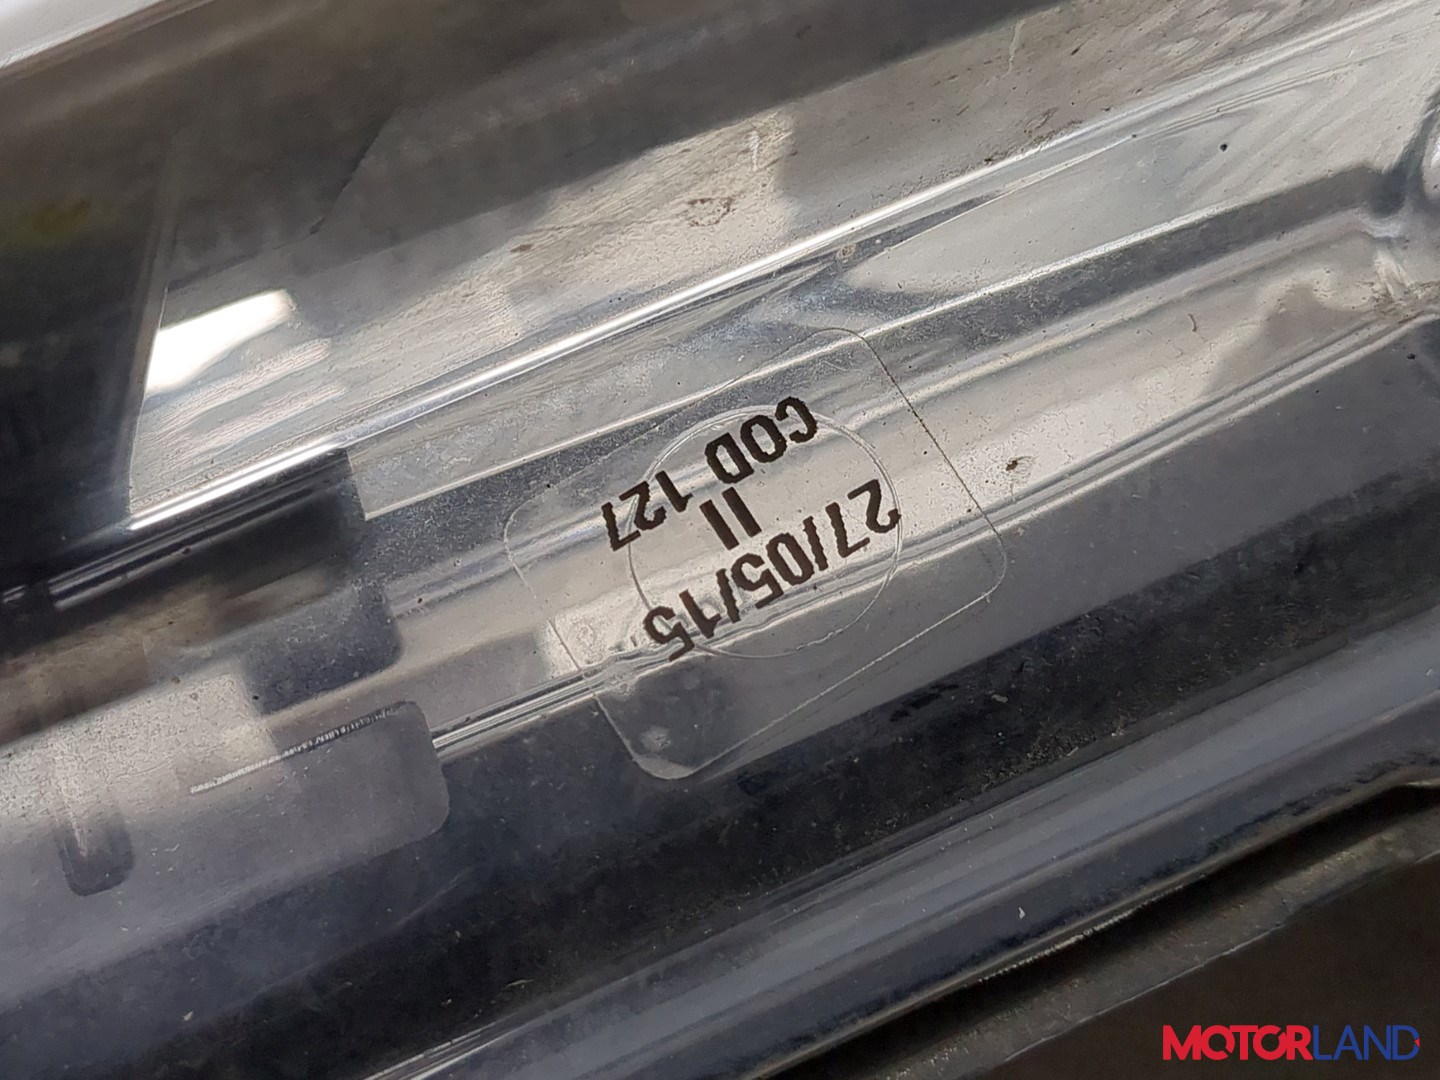 27/05/15
II
COD 127
MOTORLAND